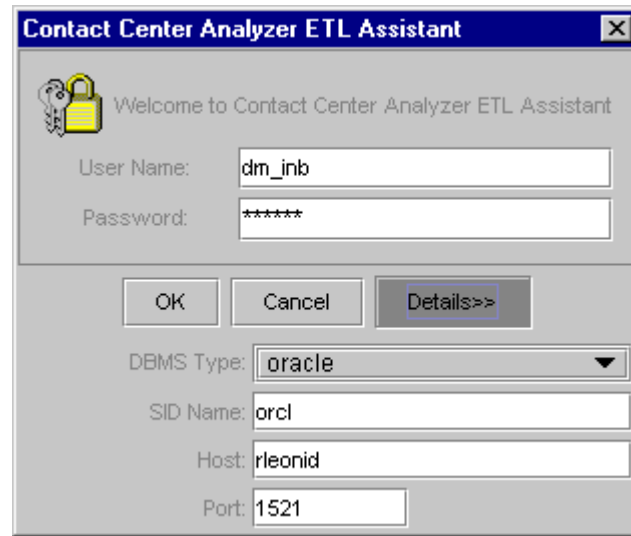 Contact Center Analyzer ETL Assistant
Welcome to Contact Center Analyzer ETL Assistant
User Name: dm_inb
Password: ******
OK Cancel Details>>
DBMS Type: oracle
SID Name: orcl
Host: rleonid
Port: 1521